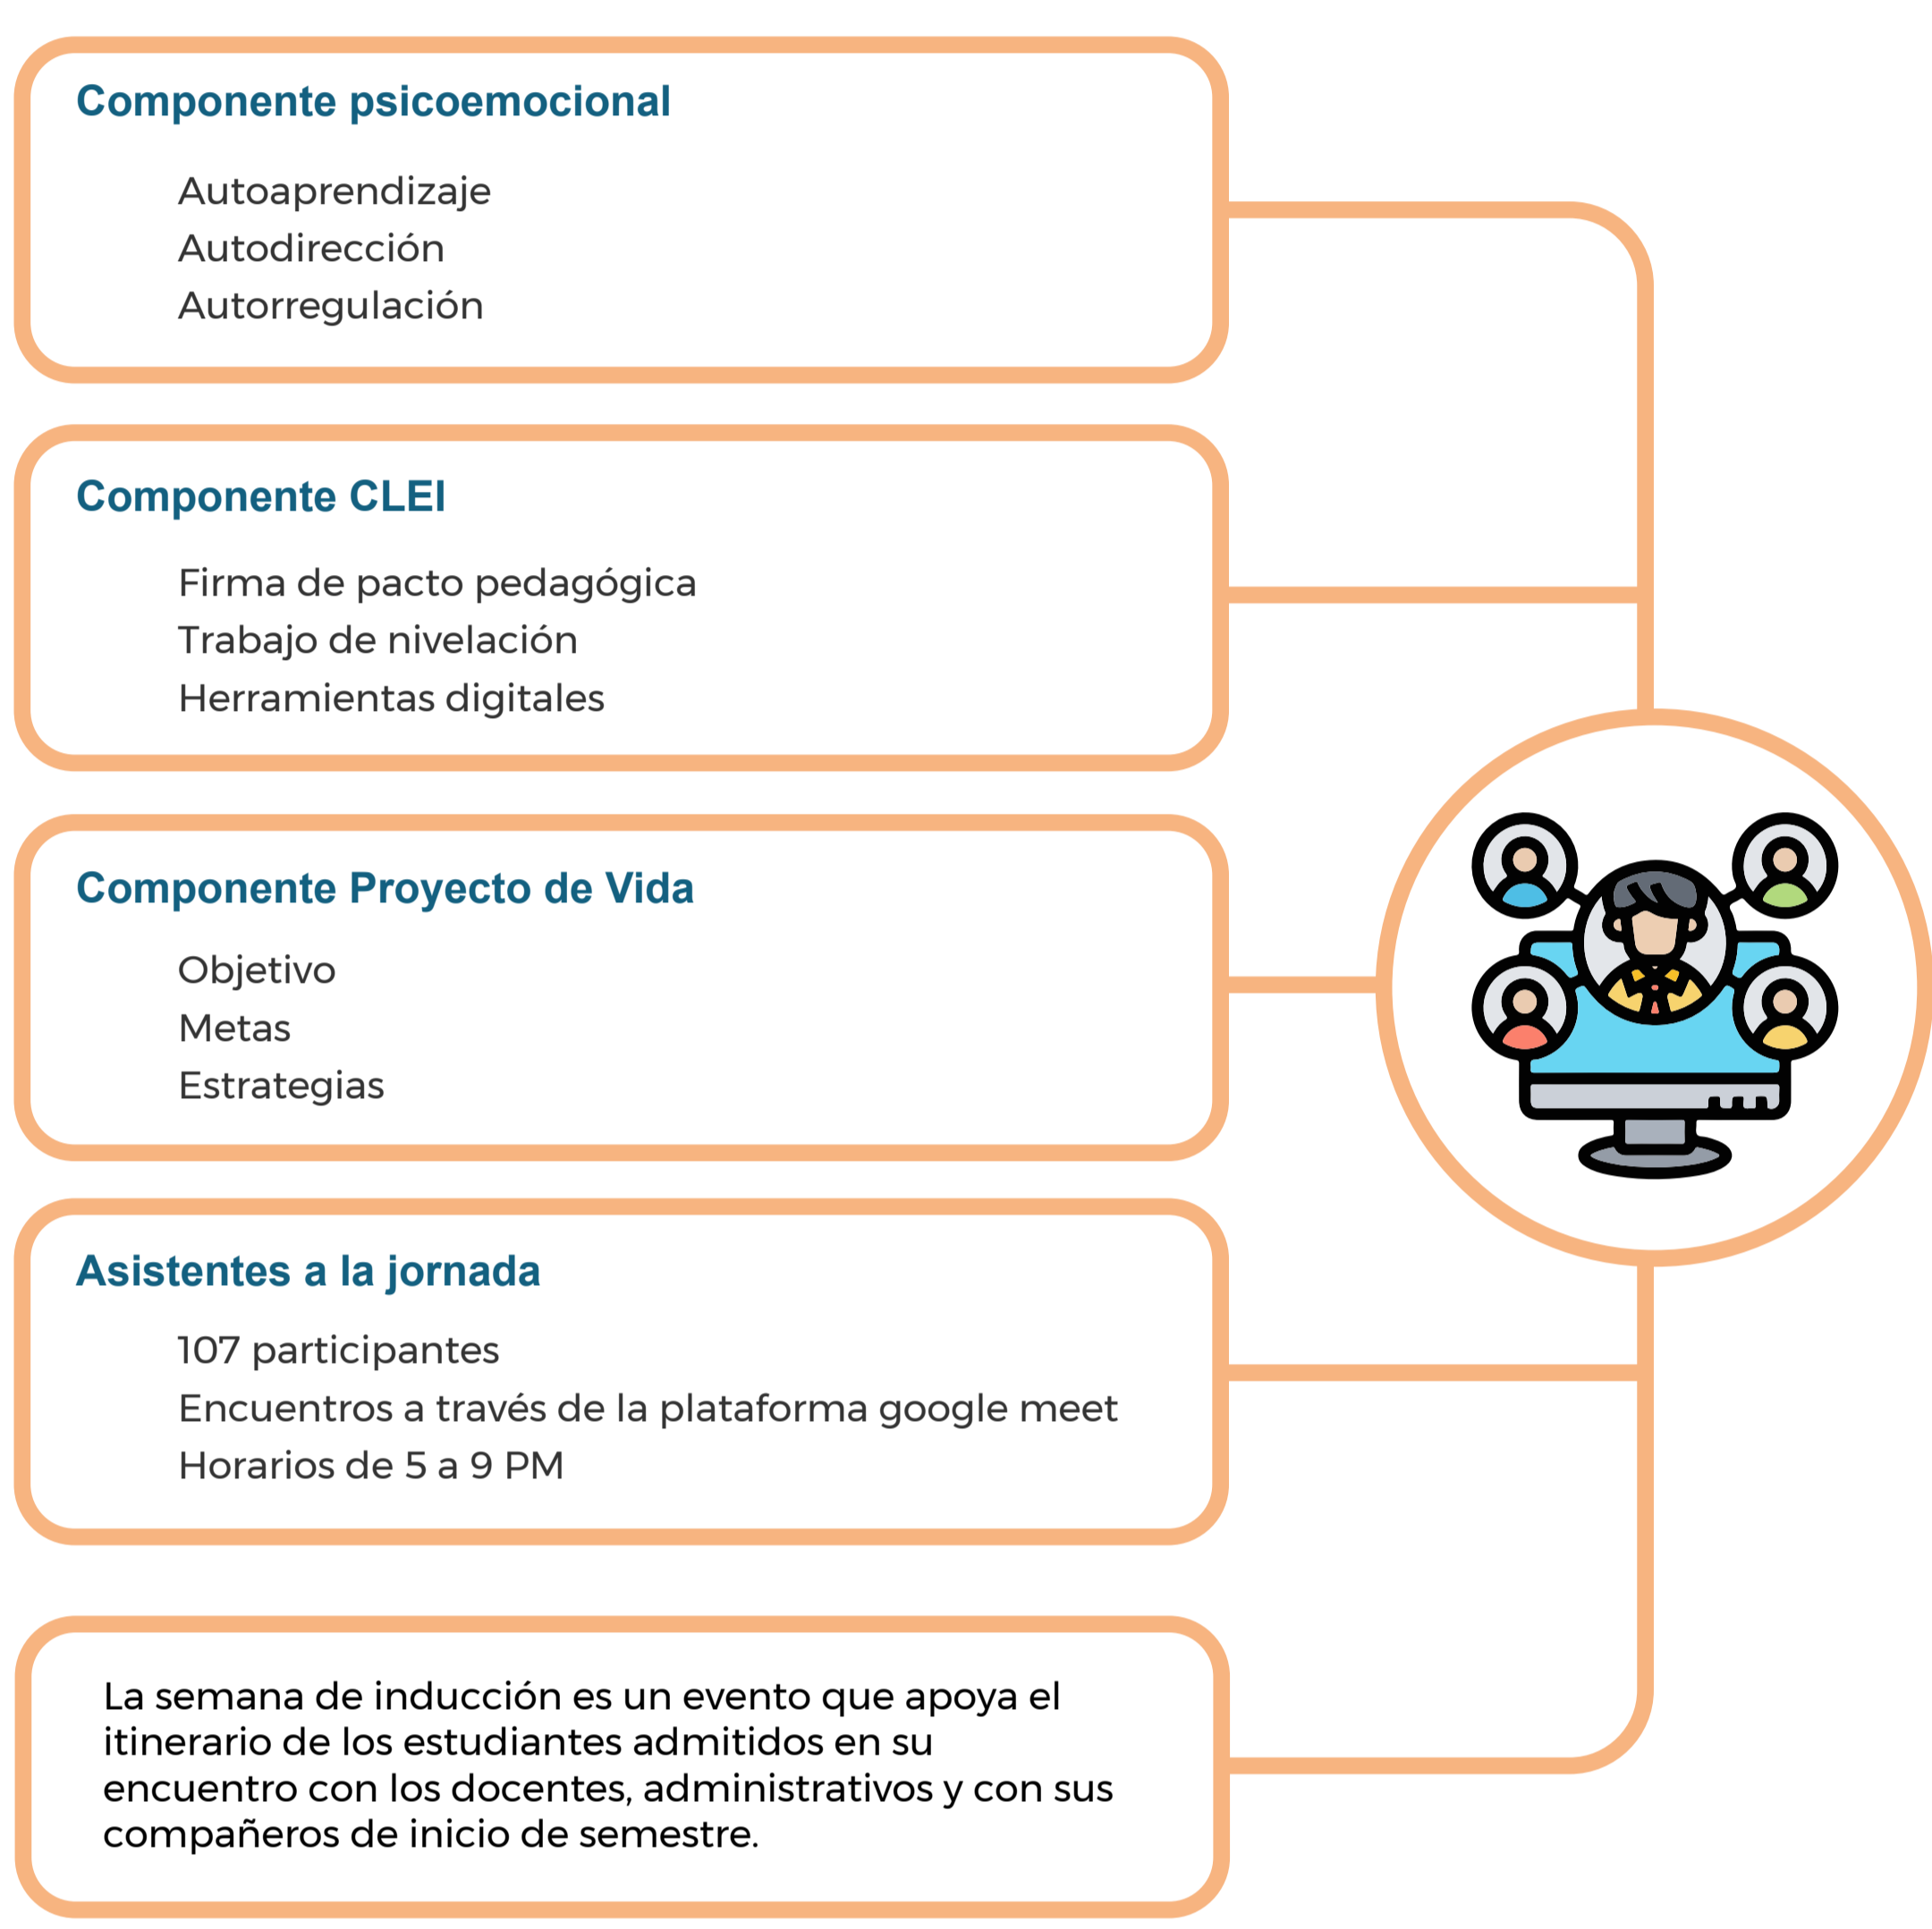 Componente psicoemocional
Autoaprendizaje
Autodirección
Autorregulación
Componente CLEI
Firma de pacto pedagógica
Trabajo de nivelación
Herramientas digitales
Componente Proyecto de Vida
Objetivo
Metas
Estrategias
Asistentes a la jornada
107 participantes
Encuentros a través de la plataforma google meet
Horarios de 5 a 9 PM
La semana de inducción es un evento que apoya el
itinerario de los estudiantes admitidos en su
encuentro con los docentes, administrativos y con sus
compañeros de inicio de semestre.